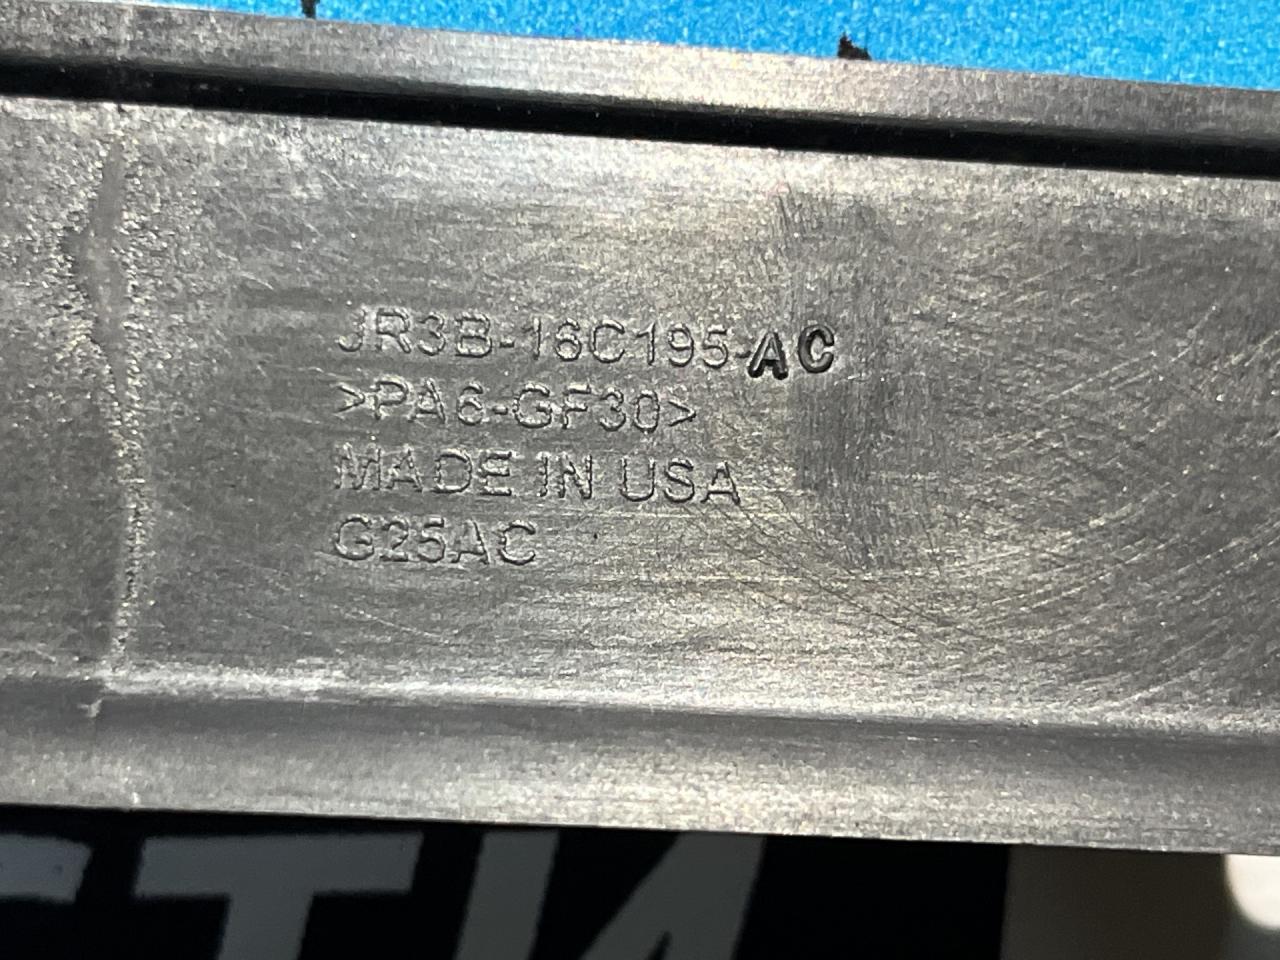 JR3B-16C195-AC
>PA6-GF30>
MADE IN USA
G25AC